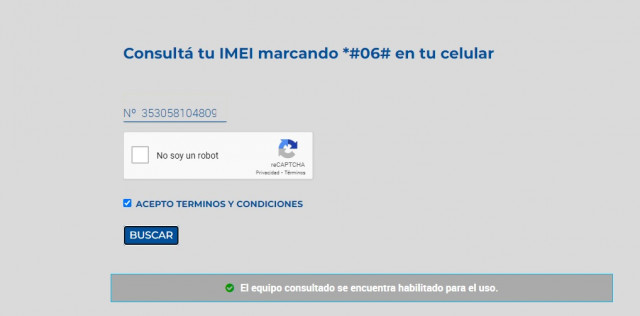 Consultá tu IMEI marcando *#06# en tu celular
Nº 353058104809
No soy un robot
reCAPTCHA
Privacidad - Términos
ACEPTO TERMINOS Y CONDICIONES
BUSCAR
El equipo consultado se encuentra habilitado para el uso.